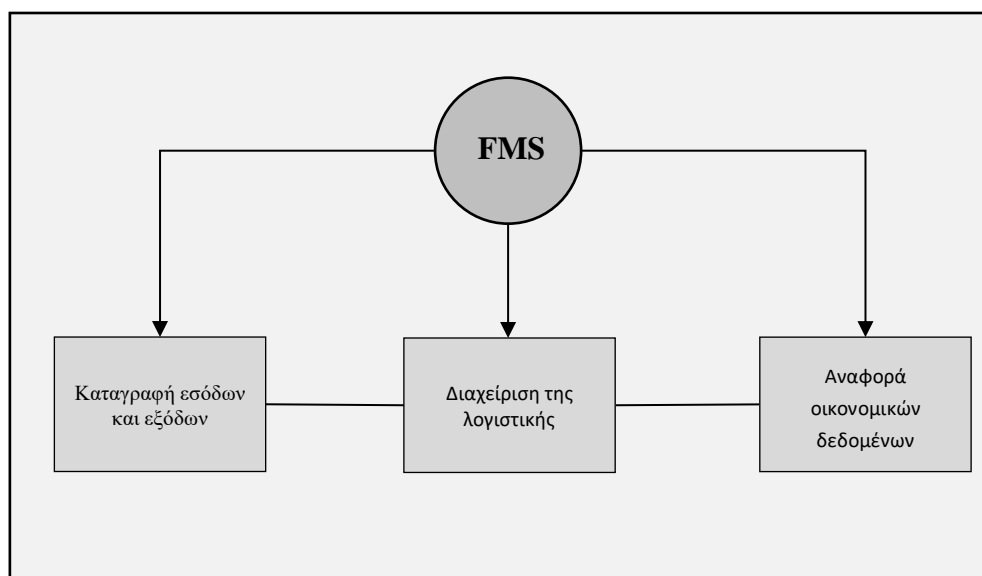 FMS
Καταγραφή εσόδων
και εξόδων
Διαχείριση της
λογιστικής
Αναφορά
οικονομικών
δεδομένων